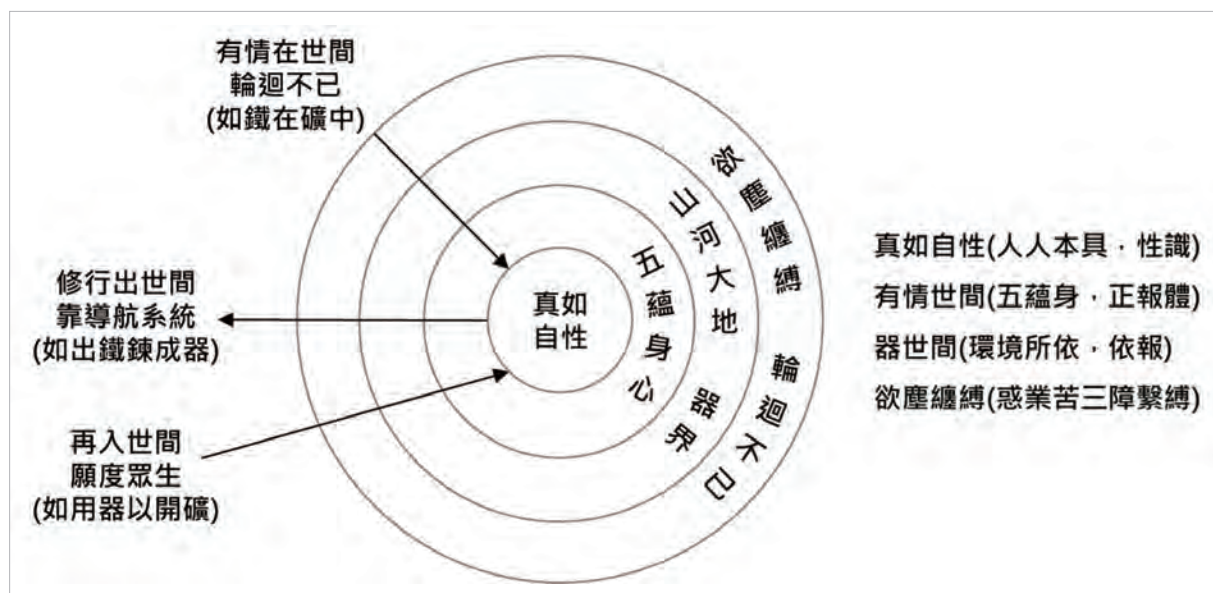 有情在世間
輪迴不已
(如鐵在礦中)
修行出世間
靠導航系統
(如出鐵鍊成器)
再入世間
願度眾生
(如用器以開礦)
真如
自性
五蘊身心
山河大地 器界
欲塵纏縛 輪迴不已
真如自性(人人本具．性識)
有情世間(五蘊身．正報體)
器世間(環境所依．依報)
欲塵纏縛(惑業苦三障繫縛)